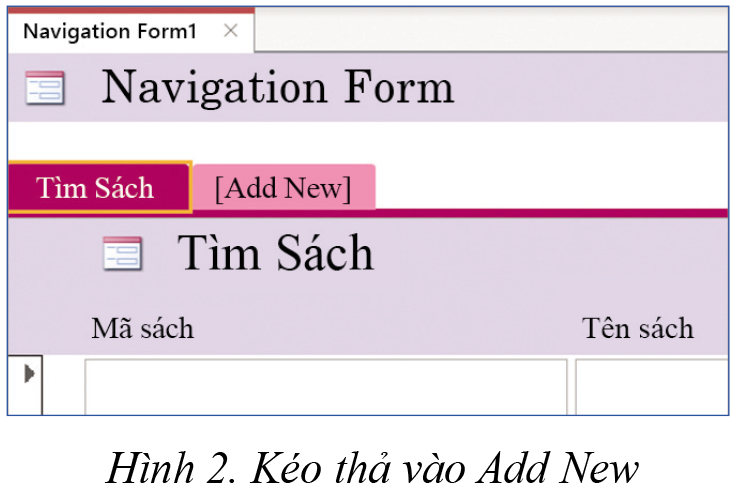 Navigation Form1 ×
Navigation Form
Tìm Sách [Add New]
Tìm Sách
Mã sách Tên sách
Hình 2. Kéo thả vào Add New